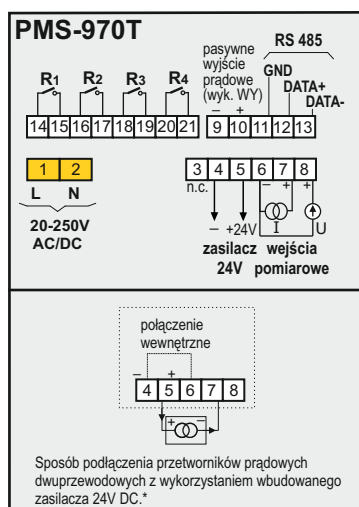 PMS-970T
R1 R2 R3 R4
14 15 16 17 18 19 20 21
pasywne
wyjście
prądowe
(wyk. WY)
RS 485
GND
DATA+
DATA-
− +
9 10 11 12 13
1 2
L N
20-250V
AC/DC
3 4 5 6 7 8
n.c.
− + +
I
U
− +24V
zasilacz
24V
wejścia
pomiarowe
połączenie
wewnętrzne
− +
4 5 6 7 8
+ −
Sposób podłączenia przetworników prądowych
dwuprzewodowych z wykorzystaniem wbudowanego
zasilacza 24V DC.*